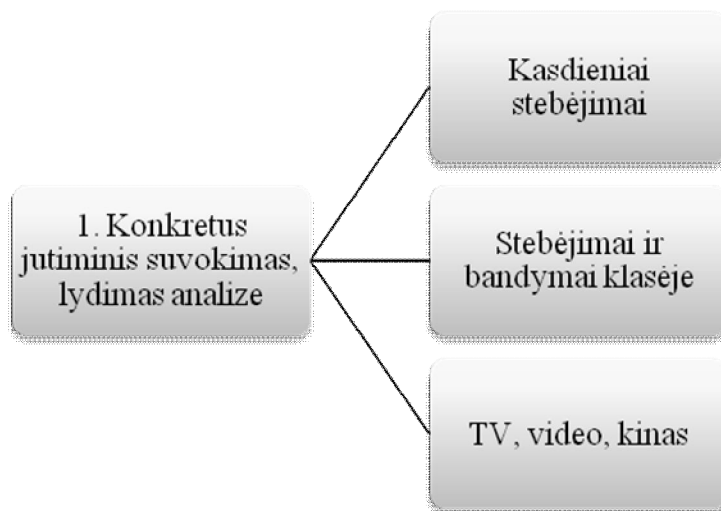 1. Konkretus
jutiminis suvokimas,
lydimas analize
Kasdieniai
stebėjimai
Stebėjimai ir
bandymai klasėje
TV, video, kinas